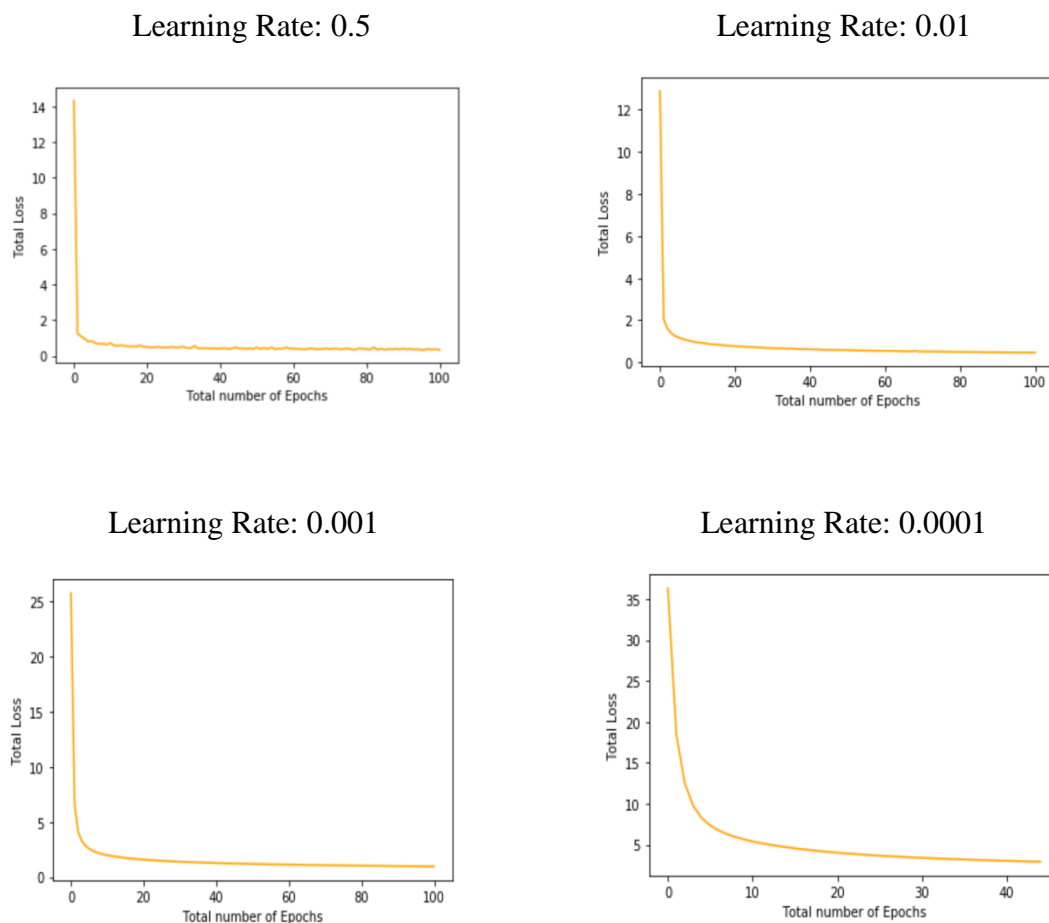 Learning Rate: 0.5
14
12
10
8
6
4
2
0
Total Loss
0 20 40 60 80 100
Total number of Epochs
Learning Rate: 0.01
12
10
8
6
4
2
0
Total Loss
0 20 40 60 80 100
Total number of Epochs
Learning Rate: 0.001
25
20
15
10
5
0
Total Loss
0 20 40 60 80 100
Total number of Epochs
Learning Rate: 0.0001
35
30
25
20
15
10
5
Total Loss
0 10 20 30 40
Total number of Epochs